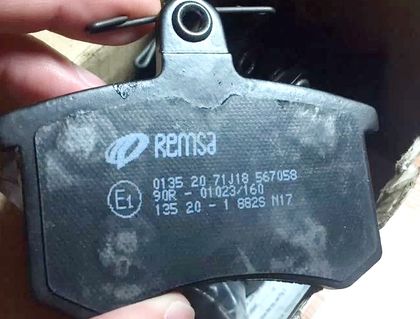 Remsa
0135 20 71J18 567058
E1
90R - 01023/160
135 20 - 1 882S N17